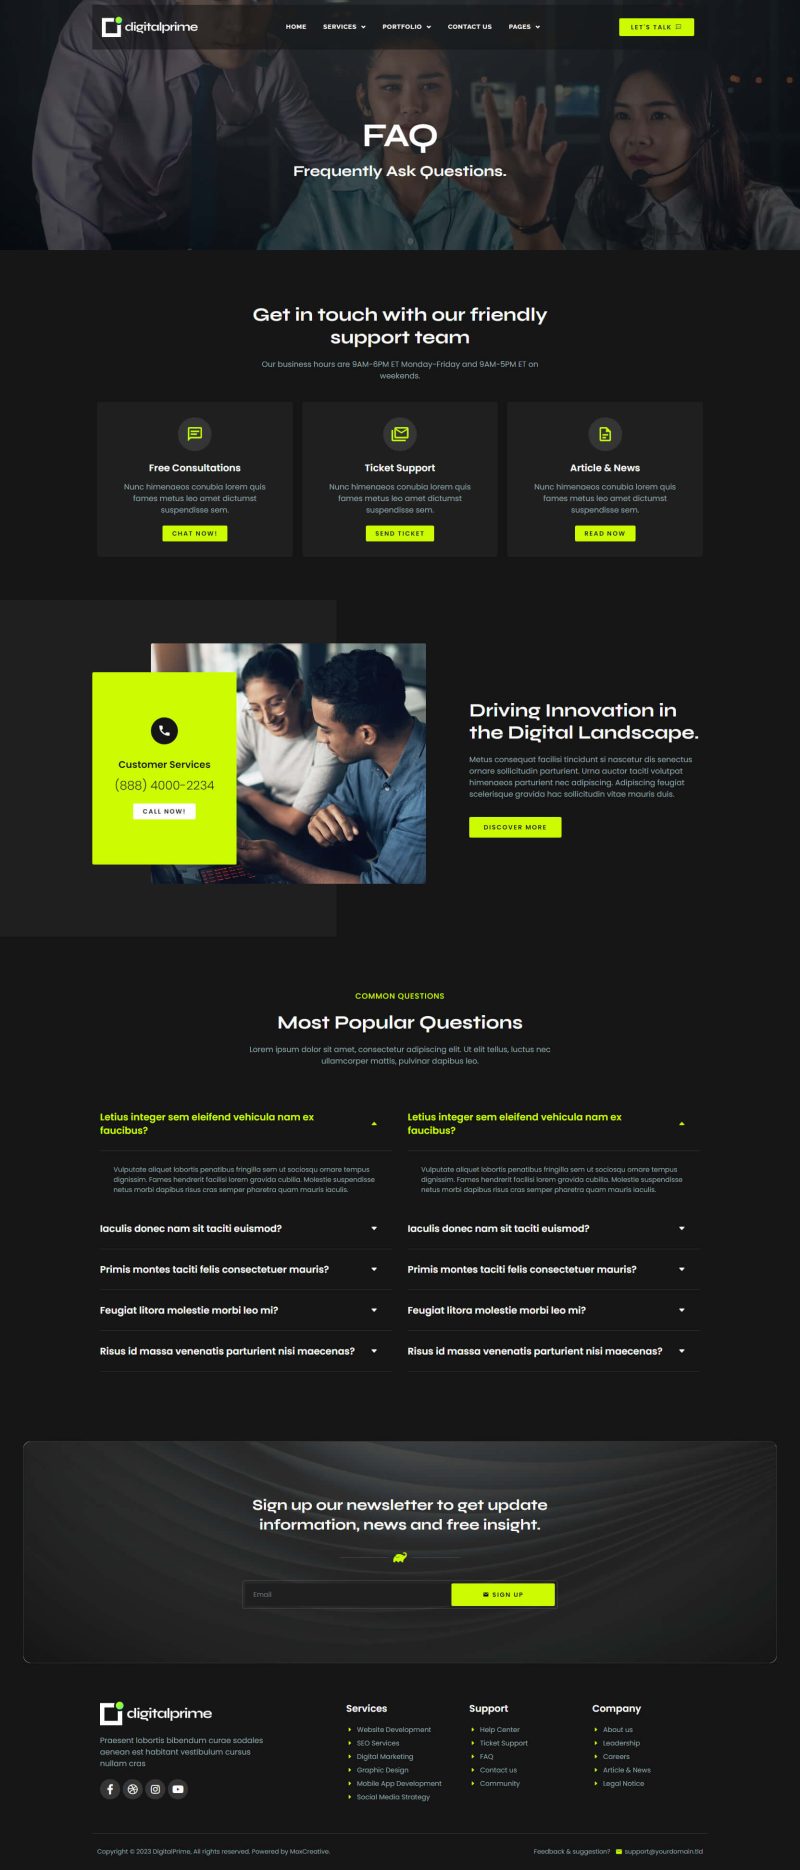 digitalprime
HOME SERVICES PORTFOLIO CONTACT US PAGES
LET'S TALK
FAQ
Frequently Ask Questions.
Get in touch with our friendly
support team
Our business hours are 9AM-6PM ET Monday-Friday and 9AM-5PM ET on
weekends.
Free Consultations
Nunc himenaeos conubia lorem quis
fames metus leo amet dictumst
suspendisse sem.
CHAT NOW!
Ticket Support
Nunc himenaeos conubia lorem quis
fames metus leo amet dictumst
suspendisse sem.
SEND TICKET
Article & News
Nunc himenaeos conubia lorem quis
fames metus leo amet dictumst
suspendisse sem.
READ NOW
Customer Services
(888) 4000-2234
CALL NOW!
Driving Innovation in
the Digital Landscape.
Metus consequat facilisi tincidunt si nascetur dis senectus
ornare sollicitudin parturient. Urna auctor taciti volutpat
himenaeos parturient nec adipiscing. Adipiscing feugiat
scelerisque gravida hac sollicitudin vitae mauris duis.
DISCOVER MORE
COMMON QUESTIONS
Most Popular Questions
Lorem ipsum dolor sit amet, consectetur adipiscing elit. Ut elit tellus, luctus nec
ullamcorper mattis, pulvinar dapibus leo.
Letius integer sem eleifend vehicula nam ex
faucibus?
Vulputate aliquet lobortis penatibus fringilla sem ut sociosqu ornare tempus
dignissim. Fames hendrerit facilisi lorem gravida cubilia. Molestie suspendisse
netus morbi dapibus risus cras semper pharetra quam mauris iaculis.
Iaculis donec nam sit taciti euismod?
Primis montes taciti felis consectetuer mauris?
Feugiat litora molestie morbi leo mi?
Risus id massa venenatis parturient nisi maecenas?
Letius integer sem eleifend vehicula nam ex
faucibus?
Vulputate aliquet lobortis penatibus fringilla sem ut sociosqu ornare tempus
dignissim. Fames hendrerit facilisi lorem gravida cubilia. Molestie suspendisse
netus morbi dapibus risus cras semper pharetra quam mauris iaculis.
Iaculis donec nam sit taciti euismod?
Primis montes taciti felis consectetuer mauris?
Feugiat litora molestie morbi leo mi?
Risus id massa venenatis parturient nisi maecenas?
Sign up our newsletter to get update
information, news and free insight.
Email
SIGN UP
digitalprime
Praesent lobortis bibendum curae sodales
aenean est habitant vestibulum cursus
nullam cras
Services
Website Development
SEO Services
Digital Marketing
Graphic Design
Mobile App Development
Social Media Strategy
Support
Help Center
Ticket Support
FAQ
Contact us
Community
Company
About us
Leadership
Careers
Article & News
Legal Notice
Copyright © 2023 DigitalPrime, All rights reserved. Powered by MaxCreative.
Feedback & suggestion? support@yourdomain.tld